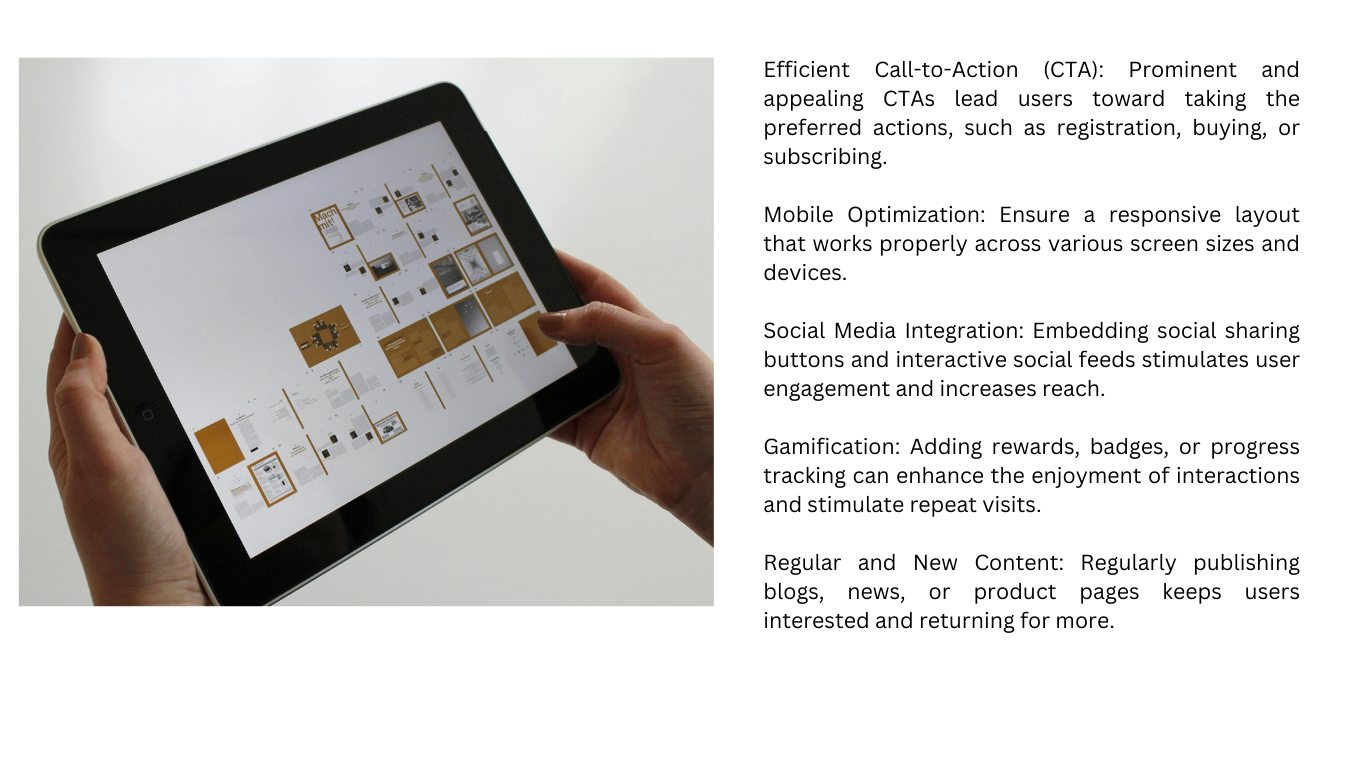 Mach
mit!
Efficient Call-to-Action (CTA): Prominent and
appealing CTAs lead users toward taking the
preferred actions, such as registration, buying, or
subscribing.
Mobile Optimization: Ensure a responsive layout
that works properly across various screen sizes and
devices.
Social Media Integration: Embedding social sharing
buttons and interactive social feeds stimulates user
engagement and increases reach.
Gamification: Adding rewards, badges, or progress
tracking can enhance the enjoyment of interactions
and stimulate repeat visits.
Regular and New Content: Regularly publishing
blogs, news, or product pages keeps users
interested and returning for more.